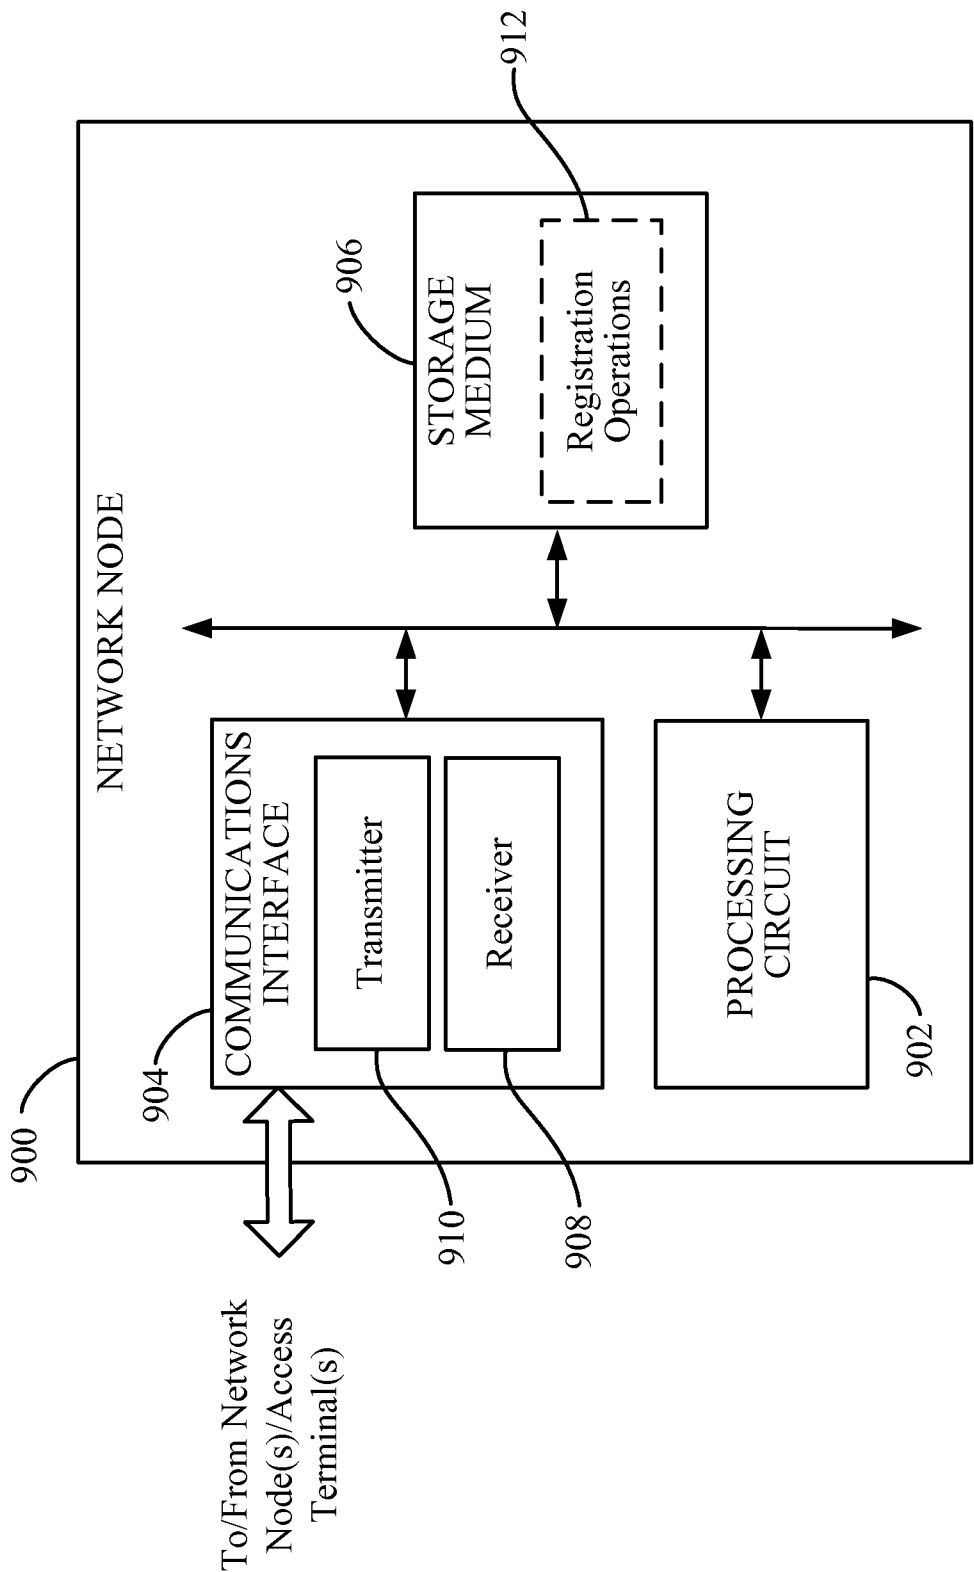 900
NETWORK NODE
912
904
COMMUNICATIONS
INTERFACE
906
STORAGE
MEDIUM
To/From Network
Node(s)/Access
Terminal(s)
Transmitter
910
Receiver
908
Registration
Operations
PROCESSING
CIRCUIT
902